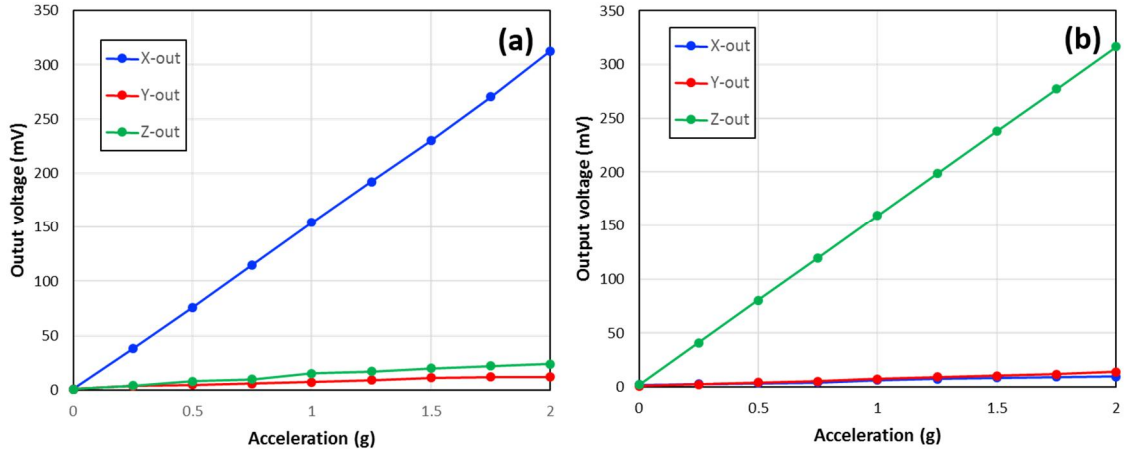 (a)
350
300
250
200
150
100
50
0
Outut voltage (mV)
X-out
Y-out
Z-out
0
0.5
1
1.5
2
Acceleration (g)
(b)
350
300
250
200
150
100
50
0
Output voltage (mV)
X-out
Y-out
Z-out
0
0.5
1
1.5
2
Acceleration (g)